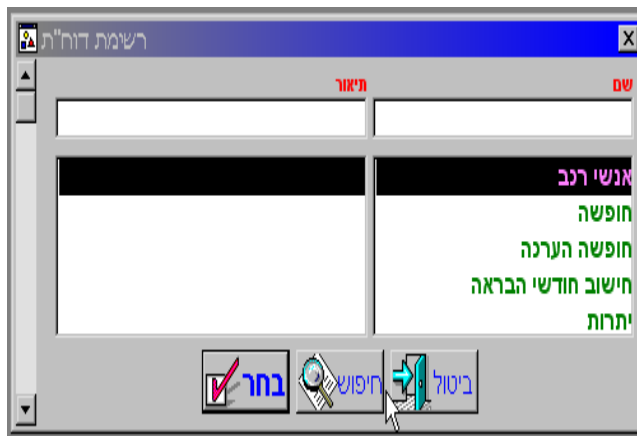 רשימת דוח"ת
שם תיאור
אנשי רכב
חופשה
חופשה הערכה
חישוב חודשי הבראה
יתרות
ביטול חיפוש בחר